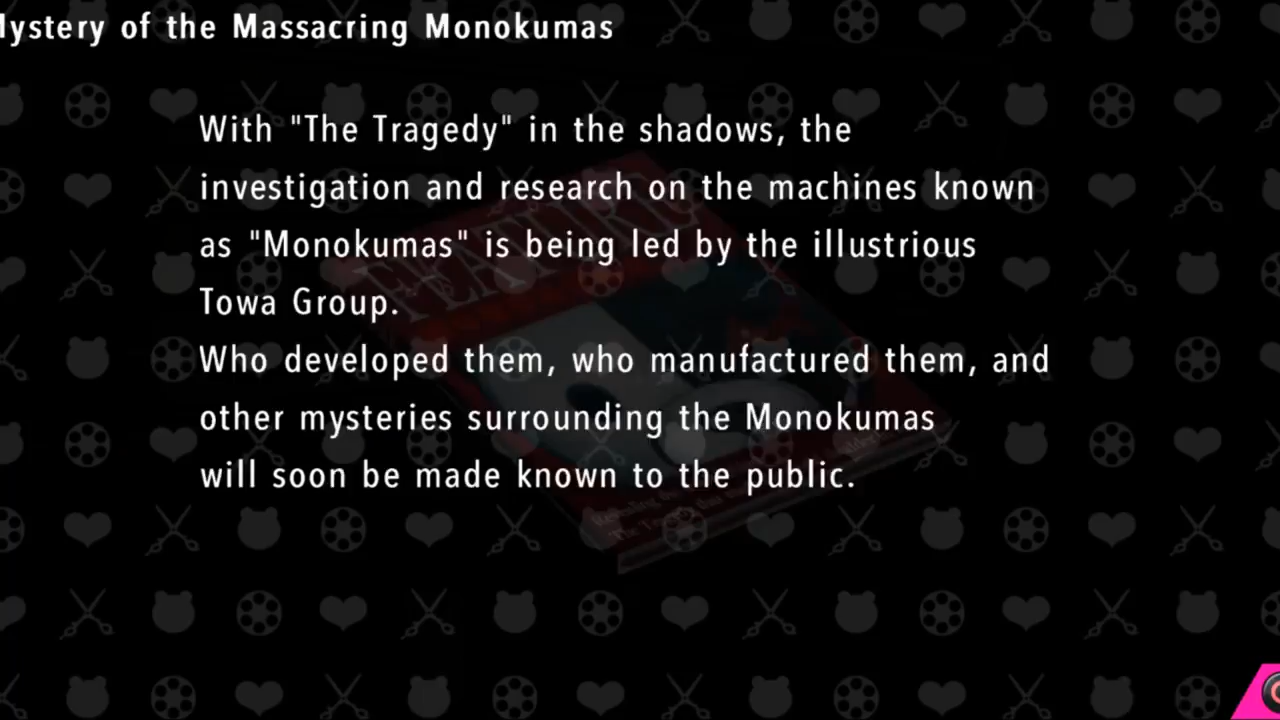 Mystery of the Massacring Monokumas
With "The Tragedy" in the shadows, the
investigation and research on the machines known
as "Monokumas" is being led by the illustrious
Towa Group.
Who developed them, who manufactured them, and
other mysteries surrounding the Monokumas
will soon be made known to the public.
FEATURE